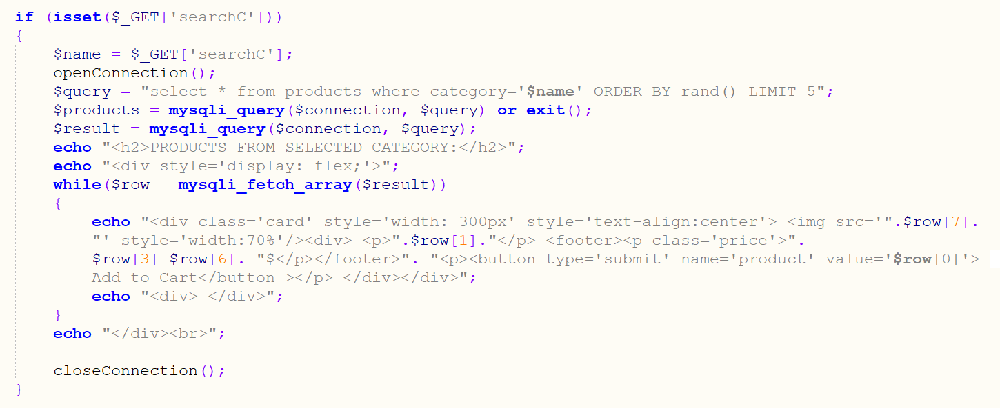 if (isset($_GET['searchC']))
{
$name = $_GET['searchC'];
openConnection();
$query = "select * from products where category='$name' ORDER BY rand() LIMIT 5";
$products = mysqli_query($connection, $query) or exit();
$result = mysqli_query($connection, $query);
echo "<h2>PRODUCTS FROM SELECTED CATEGORY:</h2>";
echo "<div style='display: flex;'>";
while($row = mysqli_fetch_array($result))
{
echo "<div class='card' style='width: 300px' style='text-align:center'> <img src='".$row[7].
"' style='width:70%'/><div> <p>".$row[1]."</p> <footer><p class='price'>".
$row[3]-$row[6]. "$</p></footer>". "<p><button type='submit' name='product' value='$row[0]'>
Add to Cart</button ></p> </div></div>";
echo "<div> </div>";
}
echo "</div><br>";
closeConnection();
}